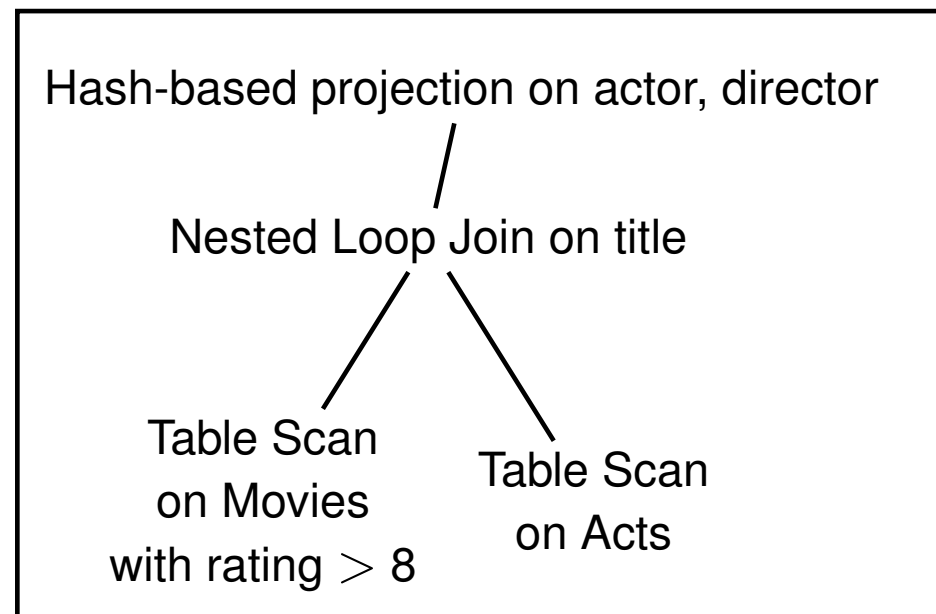 Hash-based projection on actor, director
Nested Loop Join on title
Table Scan
on Movies
with rating > 8
Table Scan
on Acts